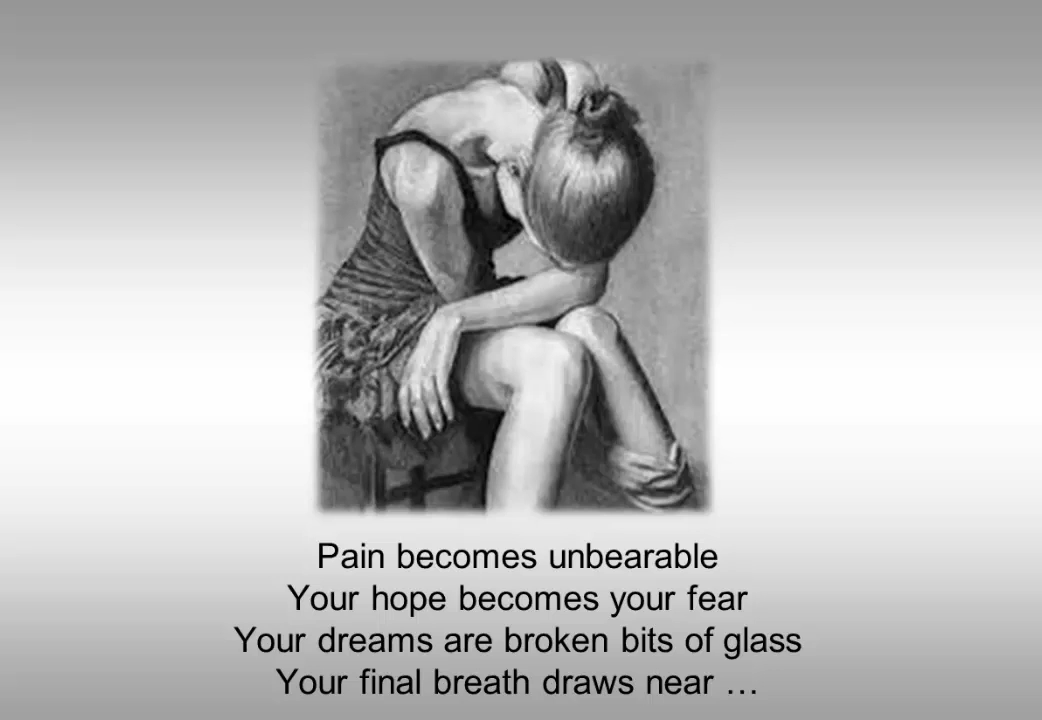 Pain becomes unbearable
Your hope becomes your fear
Your dreams are broken bits of glass
Your final breath draws near …